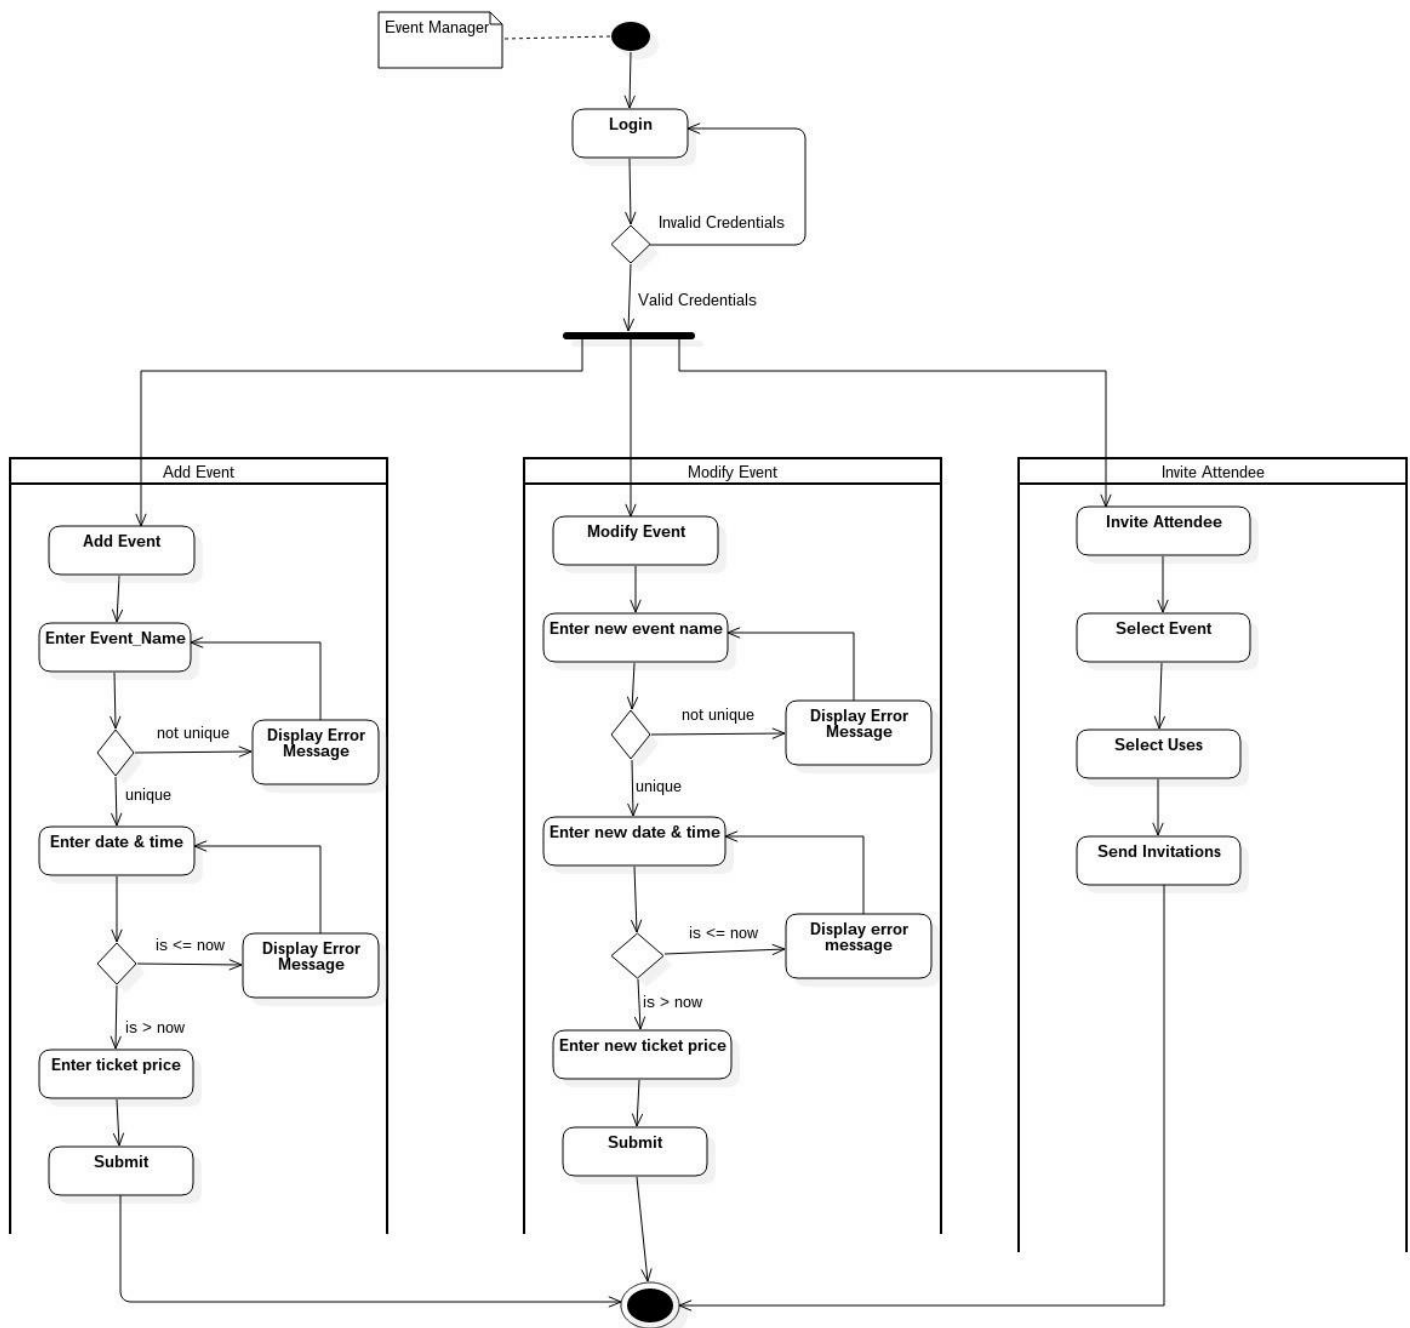 Event Manager
Login
Invalid Credentials
Valid Credentials
Add Event
Add Event
Enter Event_Name
not unique
Display Error
Message
unique
Enter date & time
is <= now
Display Error
Message
is > now
Enter ticket price
Submit
Modify Event
Modify Event
Enter new event name
not unique
Display Error
Message
unique
Enter new date & time
is <= now
Display error
message
is > now
Enter new ticket price
Submit
Invite Attendee
Invite Attendee
Select Event
Select Uses
Send Invitations